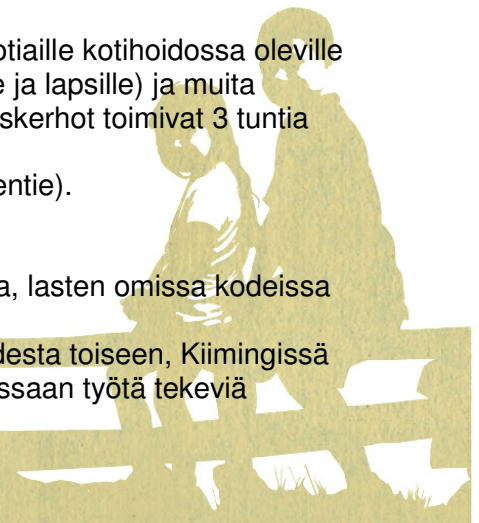 otiaille kotihoidossa oleville
e ja lapsille) ja muita
skerhot toimivat 3 tuntia
entie).
a, lasten omissa kodeissa
desta toiseen, Kiimingissä
ssaan työtä tekeviä